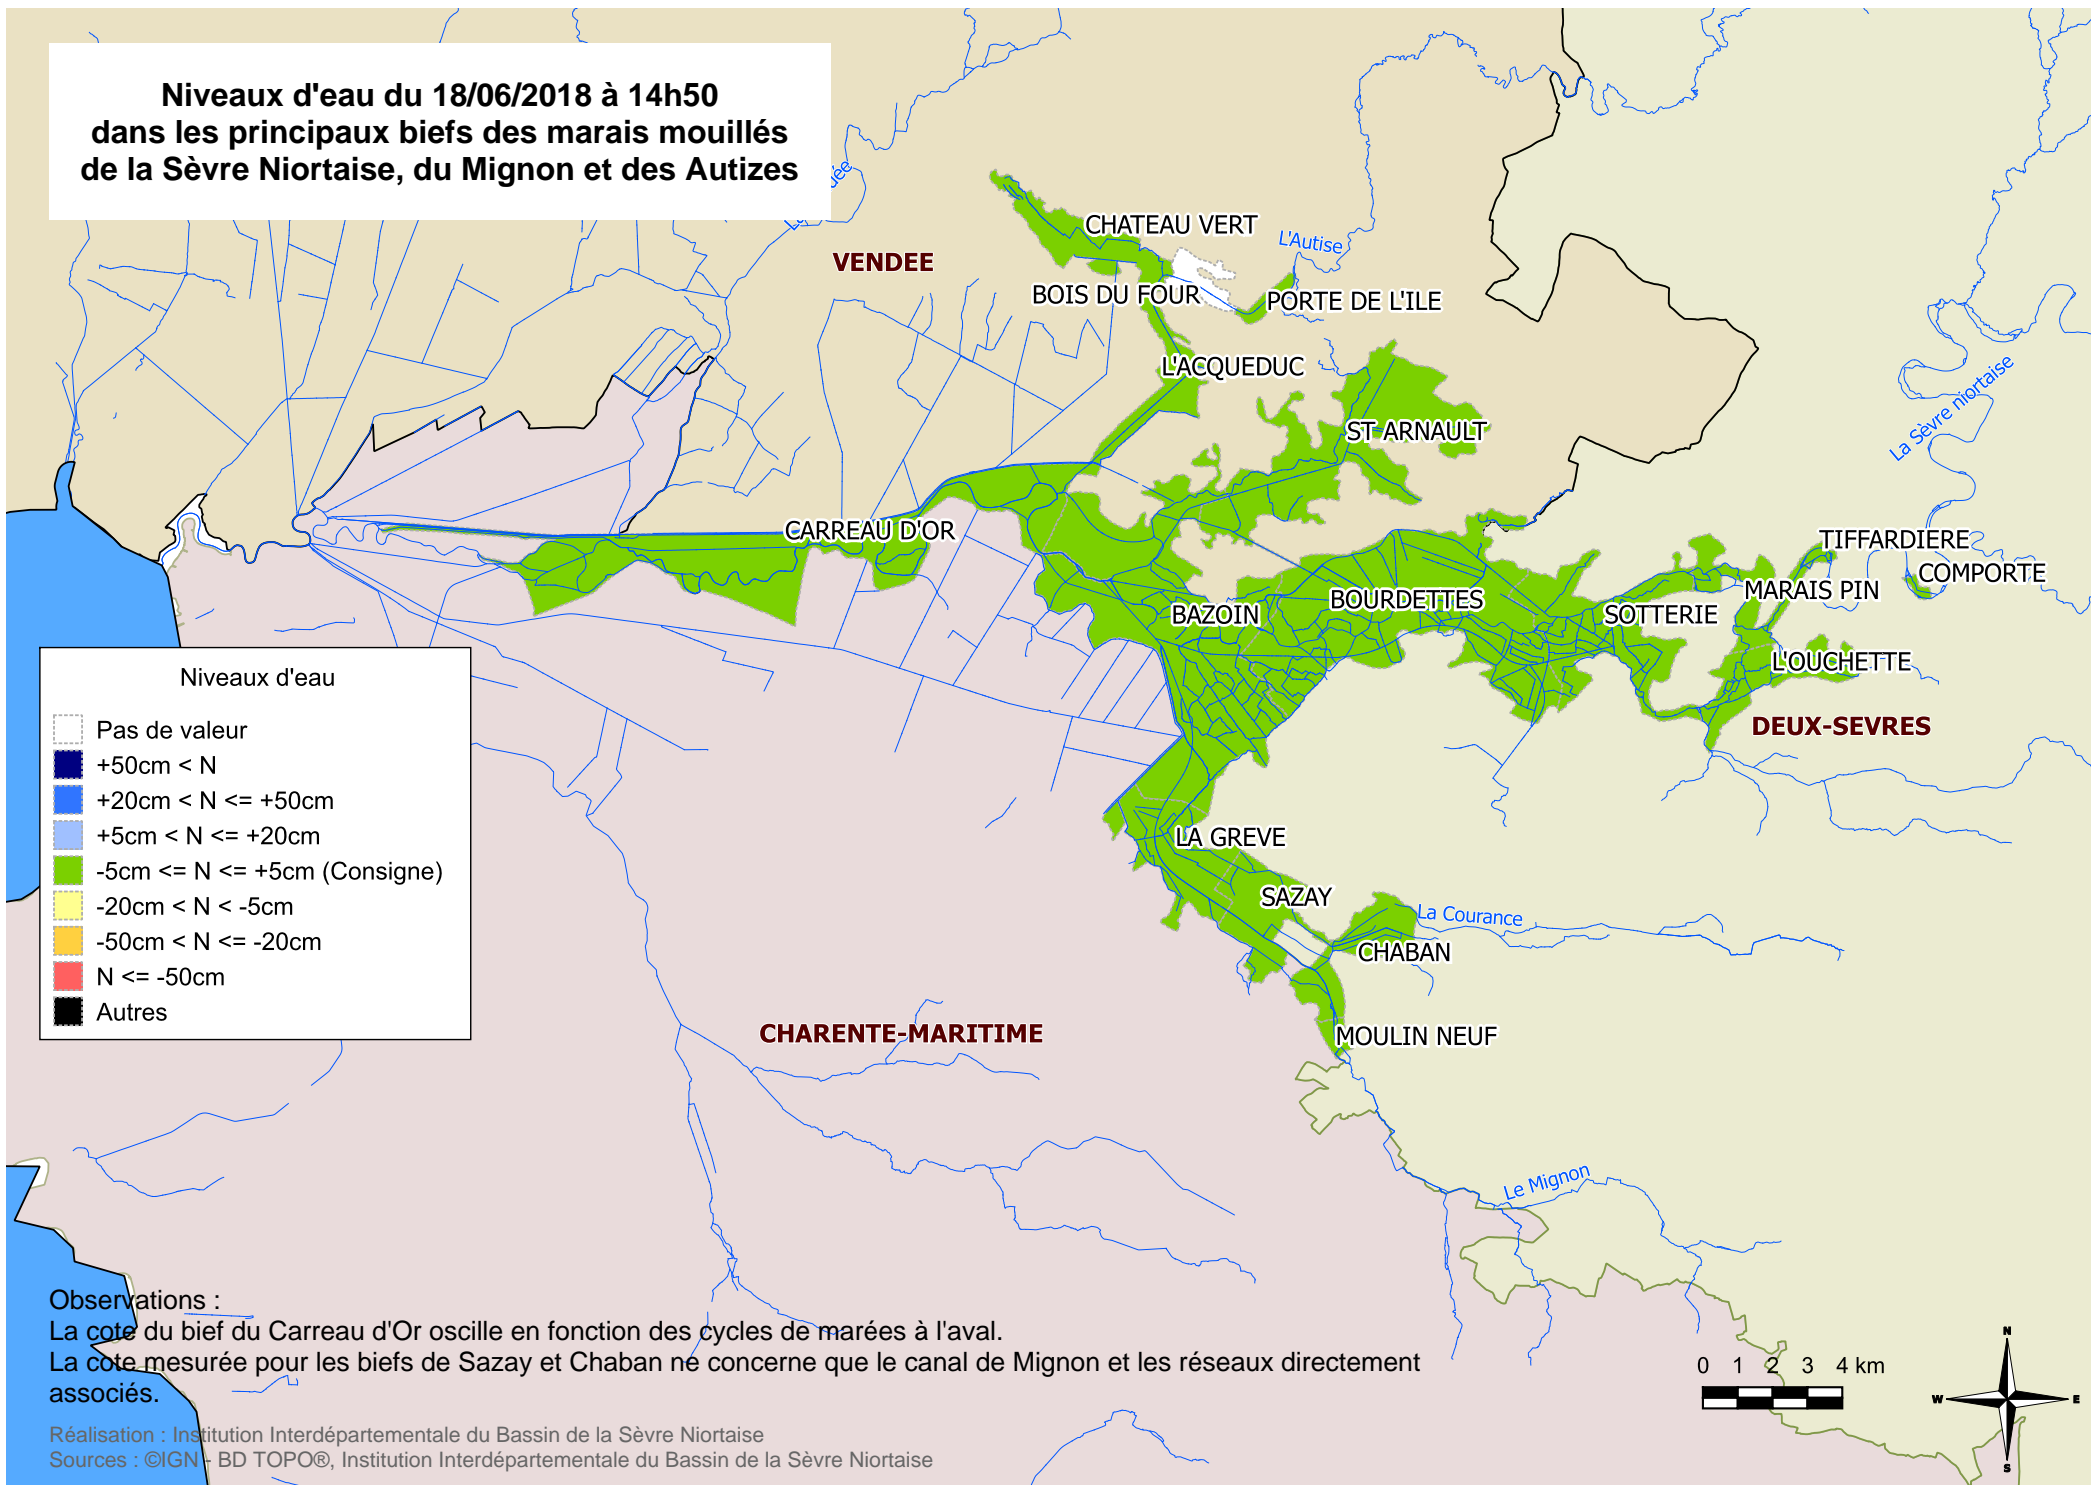 Niveaux d'eau du 18/06/2018 à 14h50
dans les principaux biefs des marais mouillés
de la Sèvre Niortaise, du Mignon et des Autizes
CHATEAU VERT
L'Autise
VENDEE
BOIS DU FOUR
PORTE DE L'ILE
L'ACQUEDUC
La Sèvre niortaise
ST ARNAULT
CARREAU D'OR
TIFFARDIERE
COMPORTE
MARAIS PIN
BOURDETTES
BAZOIN
SOTTERIE
L'OUCHETTE
DEUX-SEVRES
Niveaux d'eau
Pas de valeur
+50cm < N
+20cm < N <= +50cm
+5cm < N <= +20cm
-5cm <= N <= +5cm (Consigne)
-20cm < N < -5cm
-50cm < N <= -20cm
N <= -50cm
Autres
LA GREVE
SAZAY
La Courance
CHABAN
CHARENTE-MARITIME
MOULIN NEUF
Le Mignon
Observations :
La cote du bief du Carreau d'Or oscille en fonction des cycles de marées à l'aval.
La cote mesurée pour les biefs de Sazay et Chaban ne concerne que le canal de Mignon et les réseaux directement
associés.
Réalisation : Institution Interdépartementale du Bassin de la Sèvre Niortaise
Sources : ©IGN - BD TOPO®, Institution Interdépartementale du Bassin de la Sèvre Niortaise
0 1 2 3 4 km
N
W E
S